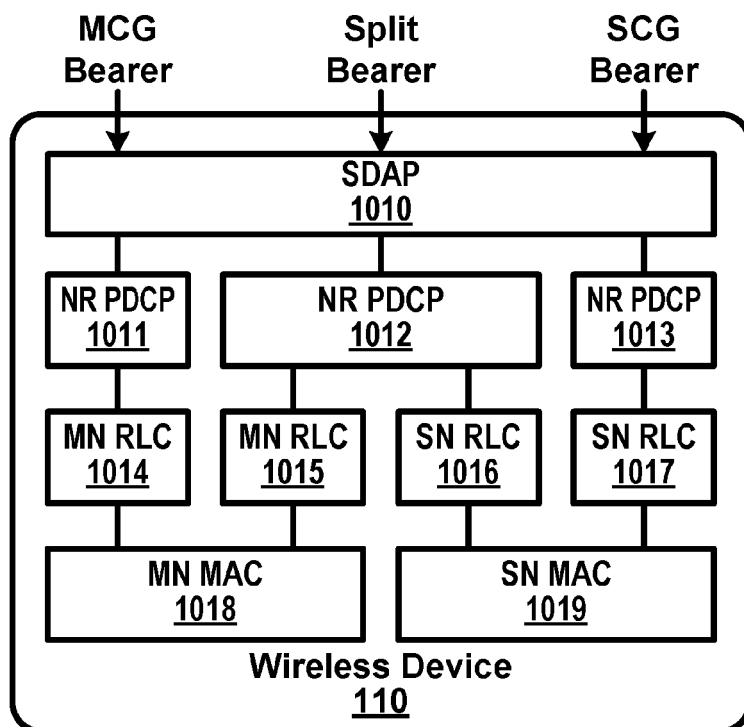 MCG Bearer
Split Bearer
SCG Bearer
SDAP
1010
NR PDCP
1011
NR PDCP
1012
NR PDCP
1013
MN RLC
1014
MN RLC
1015
SN RLC
1016
SN RLC
1017
MN MAC
1018
SN MAC
1019
Wireless Device
110